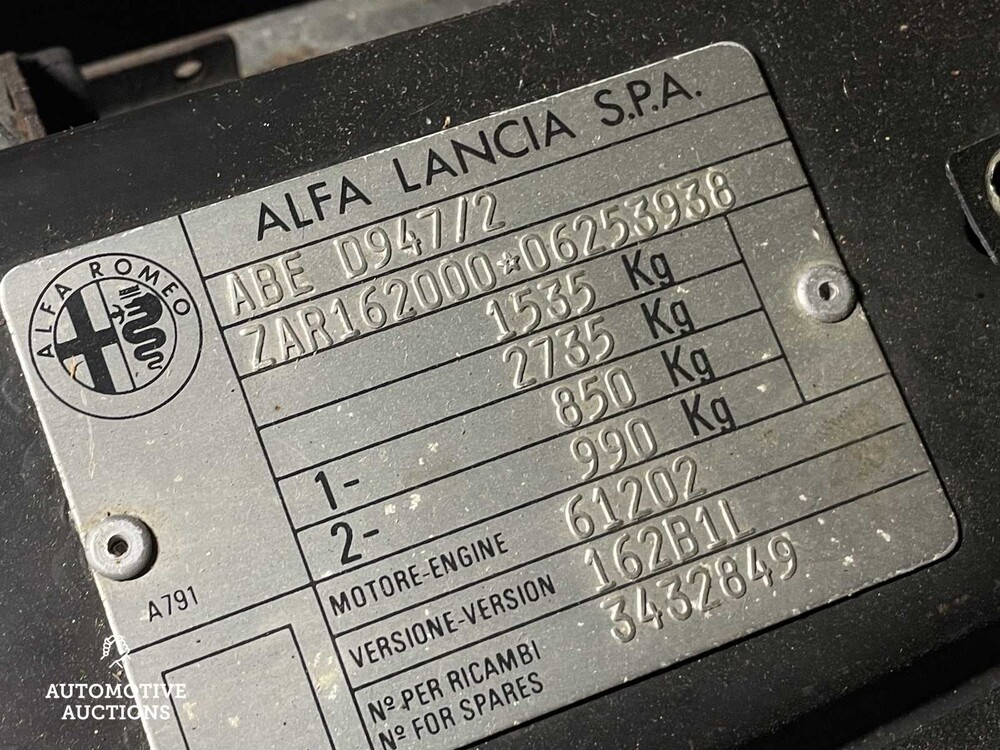 ALFA LANCIA S.P.A.
ALFA ROMEO
ABE D947/2
ZAR162000*06253938
1535 Kg
2735 Kg
1- 850 Kg
2- 990 Kg
MOTORE-ENGINE 61202
VERSIONE-VERSION 162B1L
Nº PER RICAMBI 3432849
Nº FOR SPARES
A791
AUTOMOTIVE
AUCTIONS